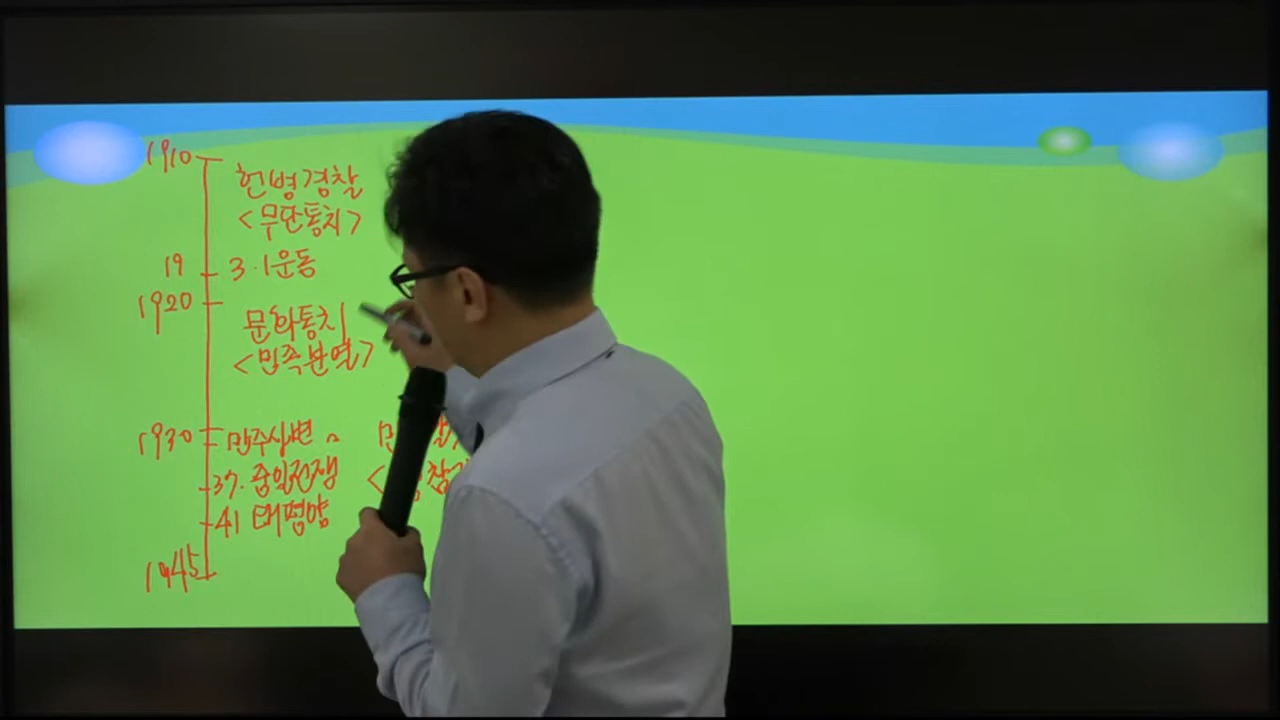 1910
헌병경찰
<무단통치>
19 3·1운동
1920
문화통치
<민족분열>
1930 만주사변
37. 중일전쟁
41 태평양
1945